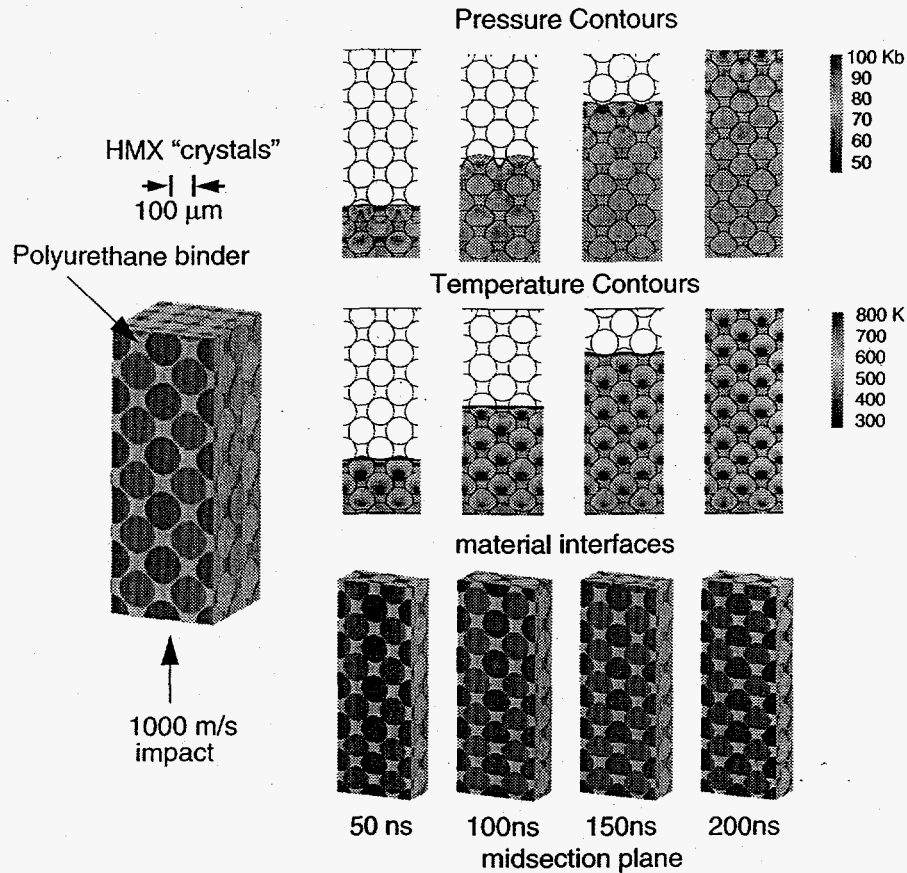 Pressure Contours
100 Kb
90
80
70
60
50
HMX "crystals"
100 μm
Polyurethane binder
Temperature Contours
800 K
700
600
500
400
300
material interfaces
1000 m/s
impact
50 ns
100ns
150ns
200ns
midsection plane